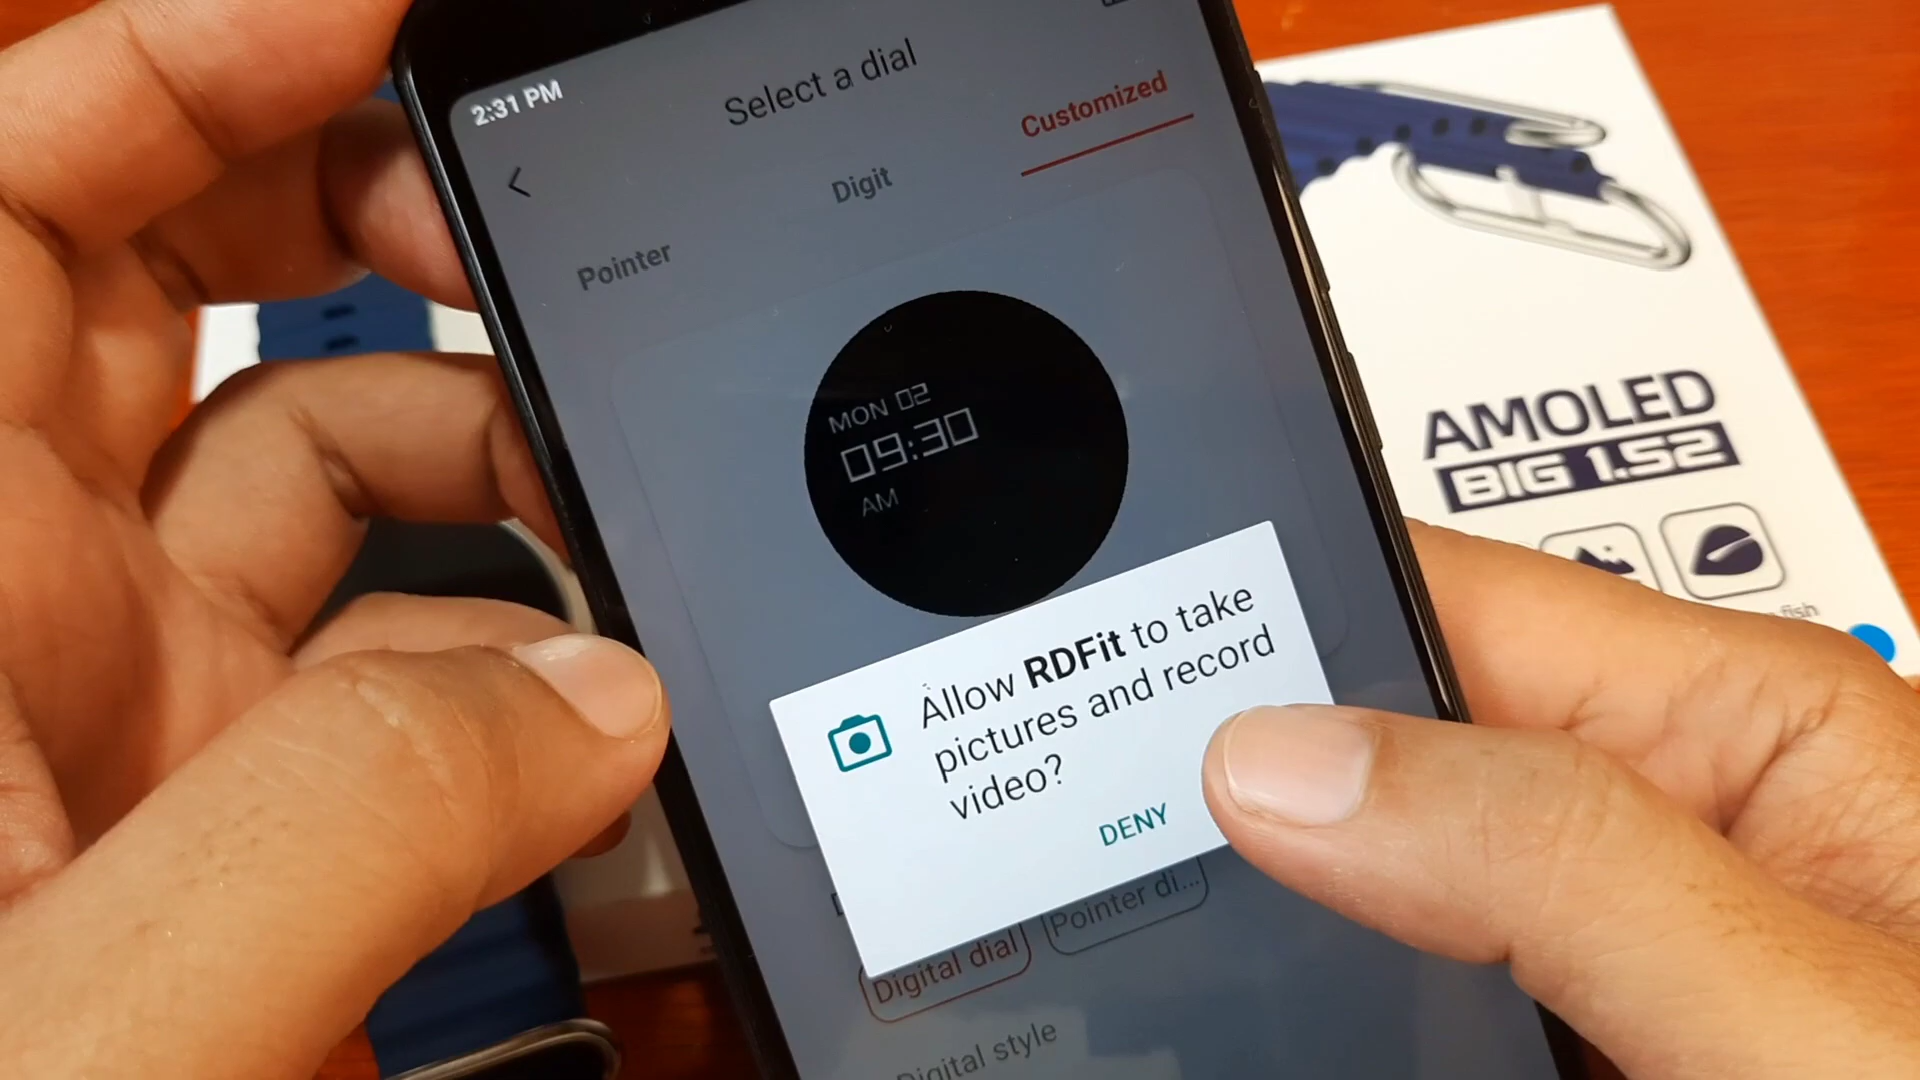 2:31 PM
Select a dial
Pointer
Digit
Customized
MON 02
09:30
AM
Allow RDFit to take
pictures and record
video?
DENY
Digital dial
Pointer di...
Digital style
AMOLED
BIG 1.52
fish